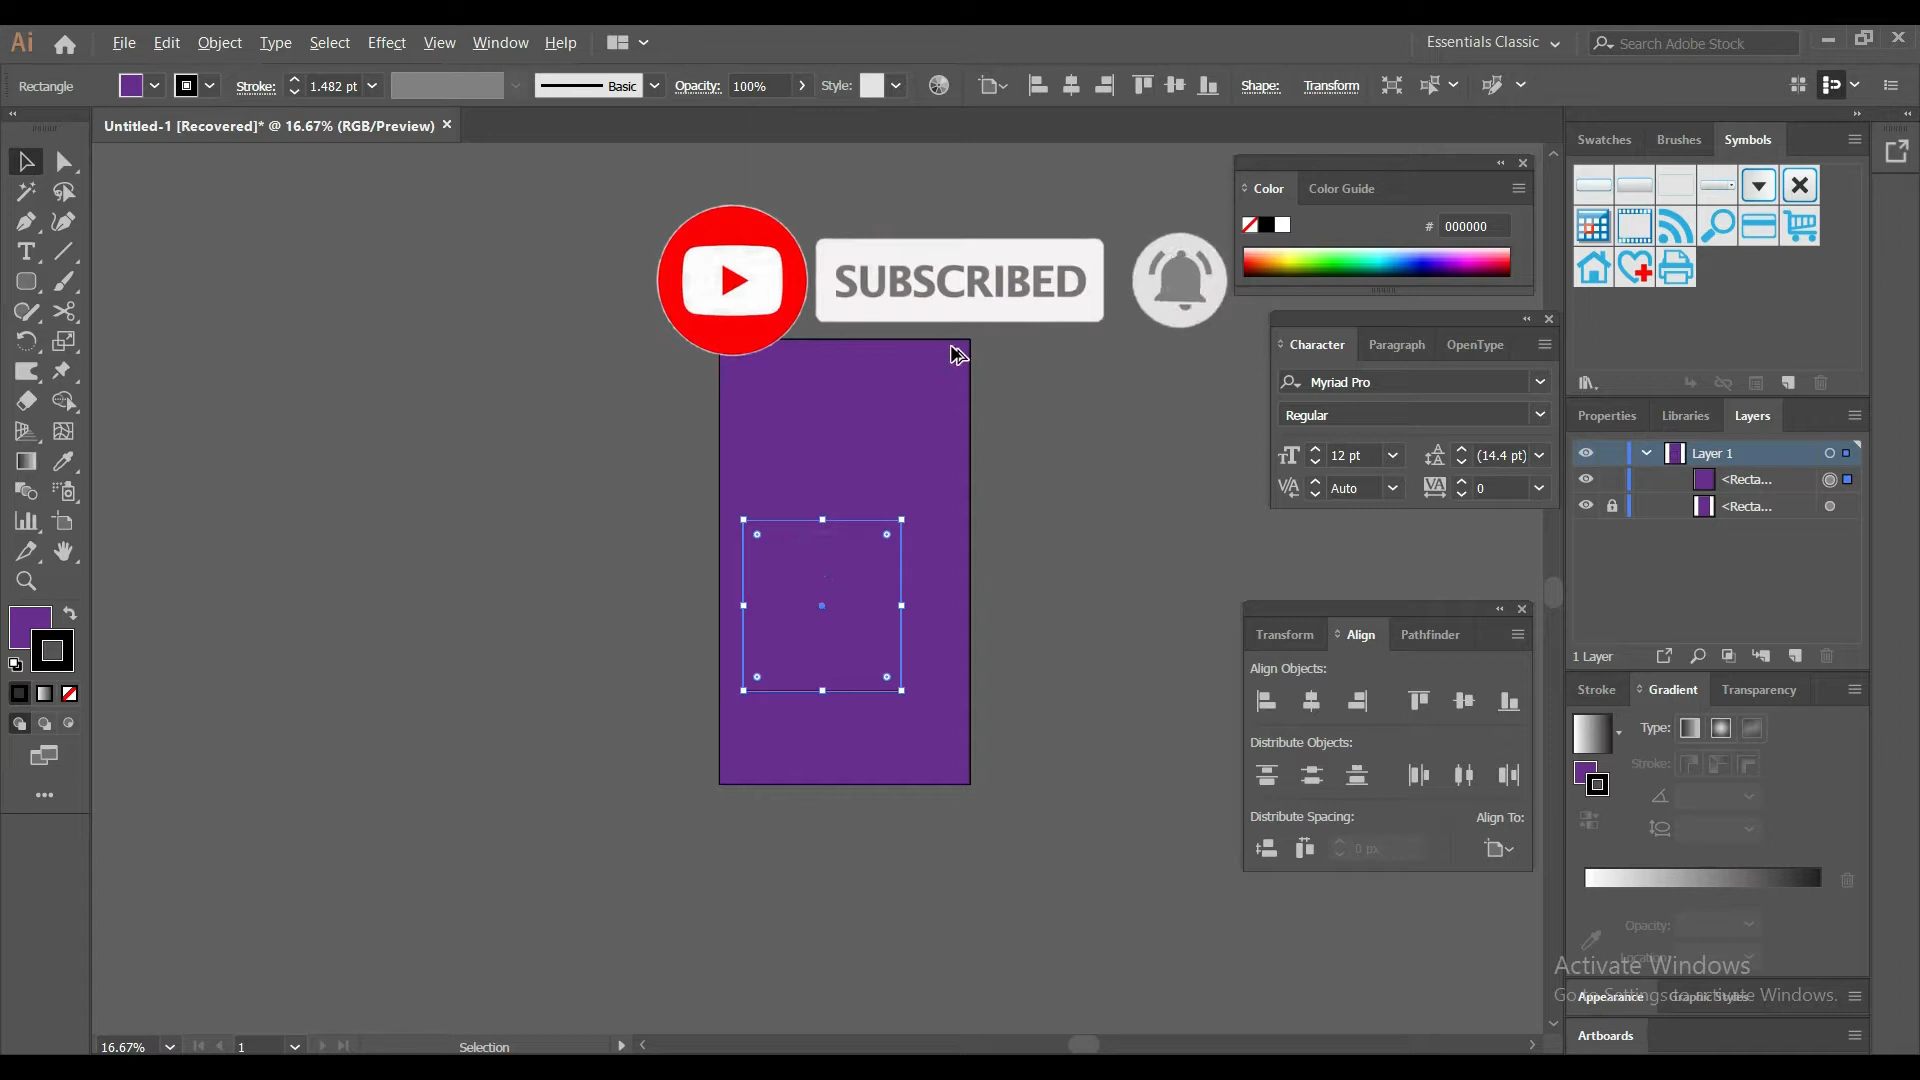 Ai File Edit Object Type Select Effect View Window Help Essentials Classic Search Adobe Stock
Rectangle Stroke: 1.482 pt Basic Opacity: 100% Style: Shape: Transform
Untitled-1 [Recovered]* @ 16.67% (RGB/Preview)
Swatches Brushes Symbols
Color Color Guide
# 000000
SUBSCRIBED
Character Paragraph OpenType
Myriad Pro
Regular
12 pt (14.4 pt)
Auto 0
Properties Libraries Layers
Layer 1
<Recta...
<Recta...
1 Layer
Transform Align Pathfinder
Align Objects:
Distribute Objects:
Distribute Spacing: Align To:
0 px
Stroke Gradient Transparency
Type:
Stroke:
Opacity:
Location:
Activate Windows
Go to Settings to activate Windows.
Appearance Graphic Styles
Artboards
16.67% 1 Selection